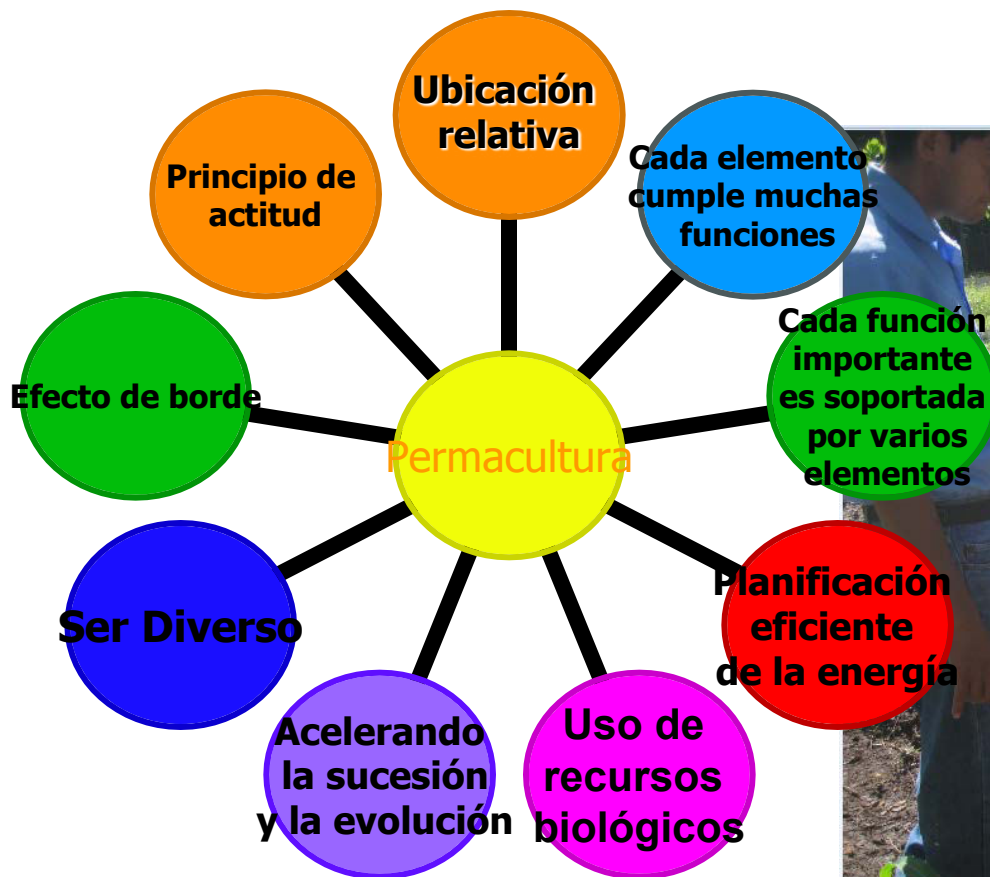 Ubicación
relativa
Cada elemento
cumple muchas
funciones
Cada función
importante
es soportada
por varios
elementos
Planificación
eficiente
de la energía
Uso de
recursos
biológicos
Acelerando
la sucesión
y la evolución
Ser Diverso
Efecto de borde
Principio de
actitud
Permacultura